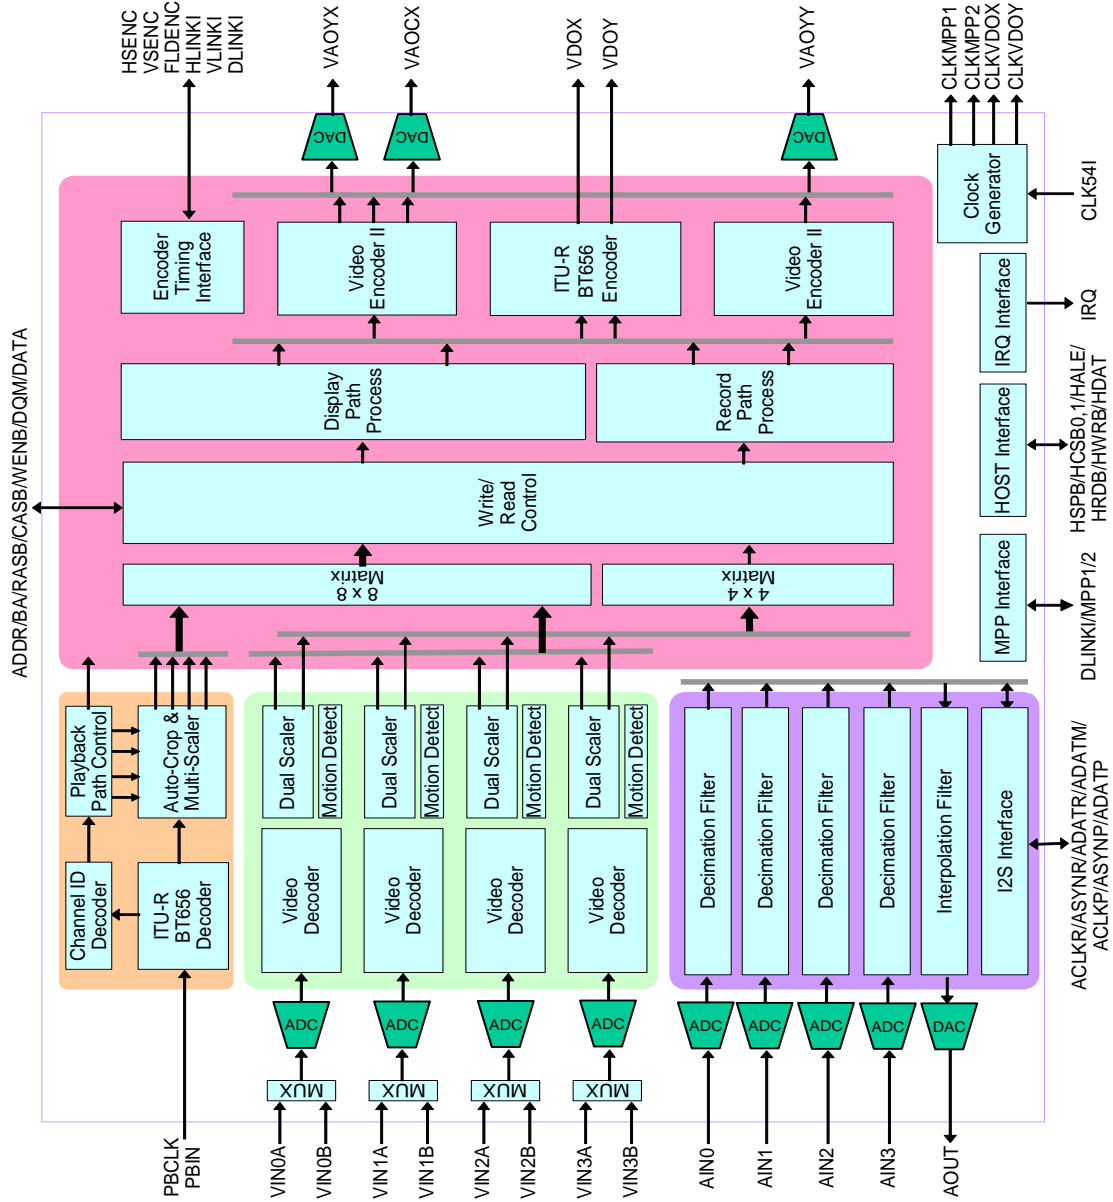 HSENC
VSENC
FLDENC
HLINKI
VLINKI
DLINKI
VAOYX
VAOCX
VDOX
VDOY
VAOYY
CLKMPP1
CLKMPP2
CLKVDOX
CLKVDOY
DAC
DAC
DAC
Clock
Generator
CLK54I
Encoder
Timing
Interface
Video
Encoder II
ITU-R
BT656
Encoder
Video
Encoder II
IRQ Interface
IRQ
ADDR/BA/RASB/CASB/WENB/DQM/DATA
Display
Path
Process
Record
Path
Process
HOST Interface
HSPB/HCSB0,1/HALE/
HRDB/HWRB/HDAT
Write/
Read
Control
8 x 8
Matrix
4 x 4
Matrix
MPP Interface
DLINKI/MPP1/2
Playback
Path Control
Auto-Crop &
Multi-Scaler
Dual Scaler
Motion Detect
Dual Scaler
Motion Detect
Dual Scaler
Motion Detect
Dual Scaler
Motion Detect
Channel ID
Decoder
ITU-R
BT656
Decoder
Video
Decoder
Video
Decoder
Video
Decoder
Video
Decoder
Decimation Filter
Decimation Filter
Decimation Filter
Decimation Filter
Interpolation Filter
I2S Interface
ACLKR/ASYNR/ADATR/ADATM/
ACLKP/ASYNP/ADATP
ADC
ADC
ADC
ADC
ADC
ADC
ADC
ADC
DAC
MUX
MUX
MUX
MUX
PBCLK
PBIN
VIN0A
VIN0B
VIN1A
VIN1B
VIN2A
VIN2B
VIN3A
VIN3B
AIN0
AIN1
AIN2
AIN3
AOUT